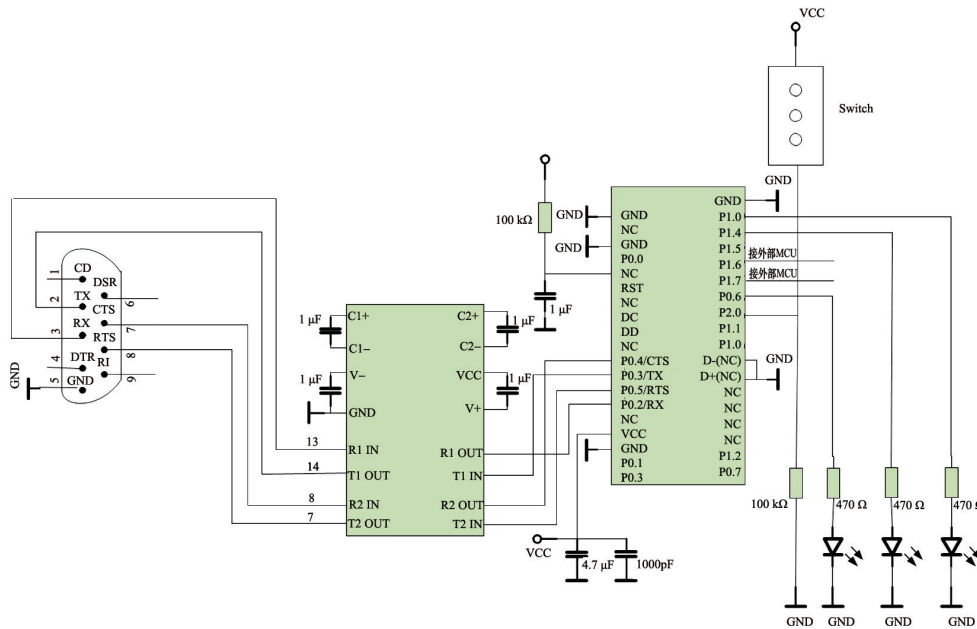 VCC
Switch
GND
100 kΩ
GND
GND
GND
NC
GND
P0.0
NC
RST
NC
DC
DD
NC
P0.4/CTS
P0.3/TX
P0.5/RTS
P0.2/RX
NC
VCC
GND
P0.1
P0.3
GND
P1.0
P1.4
P1.5
P1.6
P1.7
P0.6
P2.0
P1.1
P1.0
D-(NC)
D+(NC)
NC
NC
NC
NC
P1.2
P0.7
接外部MCU
接外部MCU
GND
1 μF
CD
DSR
TX
CTS
RX
RTS
DTR
RI
GND
1
2
3
4
5
6
7
8
9
GND
1 μF
C1+
C1−
1 μF
V−
GND
C2+
C2−
1 μF
VCC
V+
1 μF
13
R1 IN
14
T1 OUT
8
R2 IN
7
T2 OUT
R1 OUT
T1 IN
R2 OUT
T2 IN
VCC
4.7 μF
1000pF
100 kΩ
470 Ω
470 Ω
470 Ω
GND
GND
GND
GND